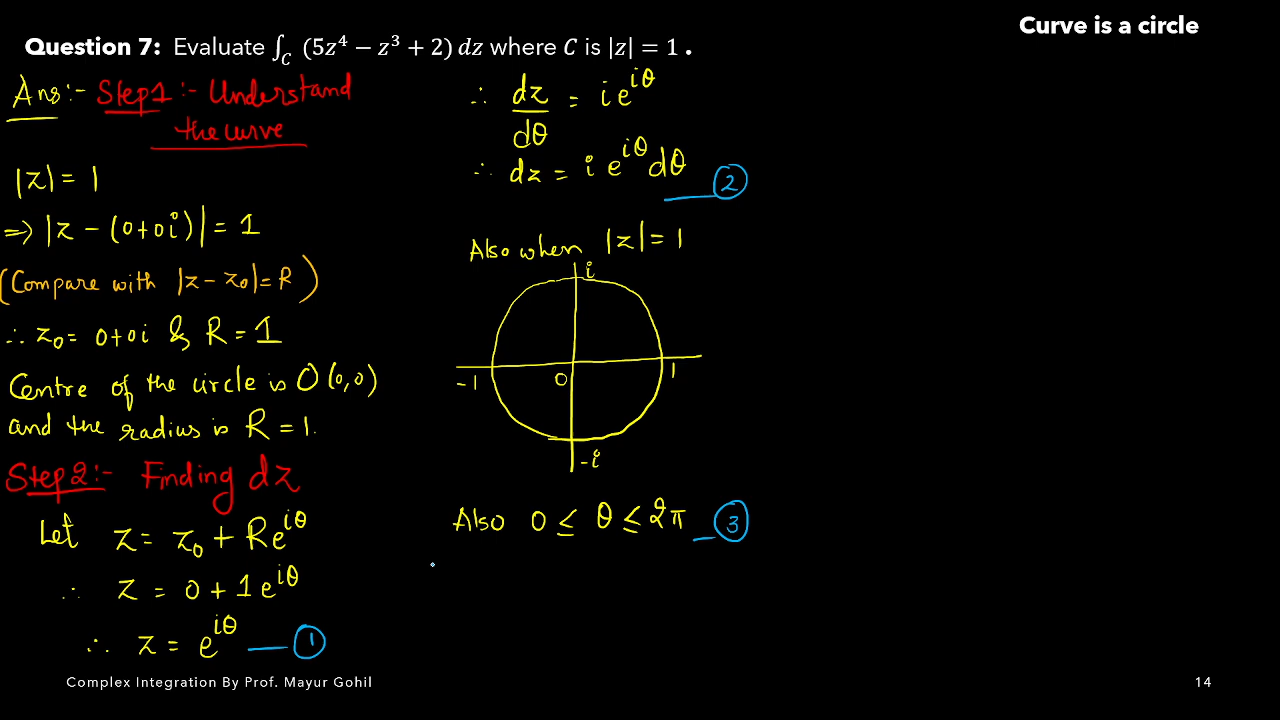 Curve is a circle
Question 7: Evaluate ∫_C (5z⁴ − z³ + 2) dz where C is |z| = 1 .
Ans:- Step1:- Understand
the curve
|z| = 1
=> |z − (0+0i)| = 1
(Compare with |z − z₀| = R)
∴ z₀ = 0+0i & R = 1
Centre of the circle is O(0,0)
and the radius is R = 1.
Step2:- Finding dz
Let z = z₀ + Re^{iθ}
∴ z = 0 + 1e^{iθ}
∴ z = e^{iθ} — ①
∴ dz/dθ = ie^{iθ}
∴ dz = i e^{iθ} dθ — ②
Also when |z| = 1
i
-1 0 1
-i
Also 0 ≤ θ ≤ 2π — ③
Complex Integration By Prof. Mayur Gohil
14